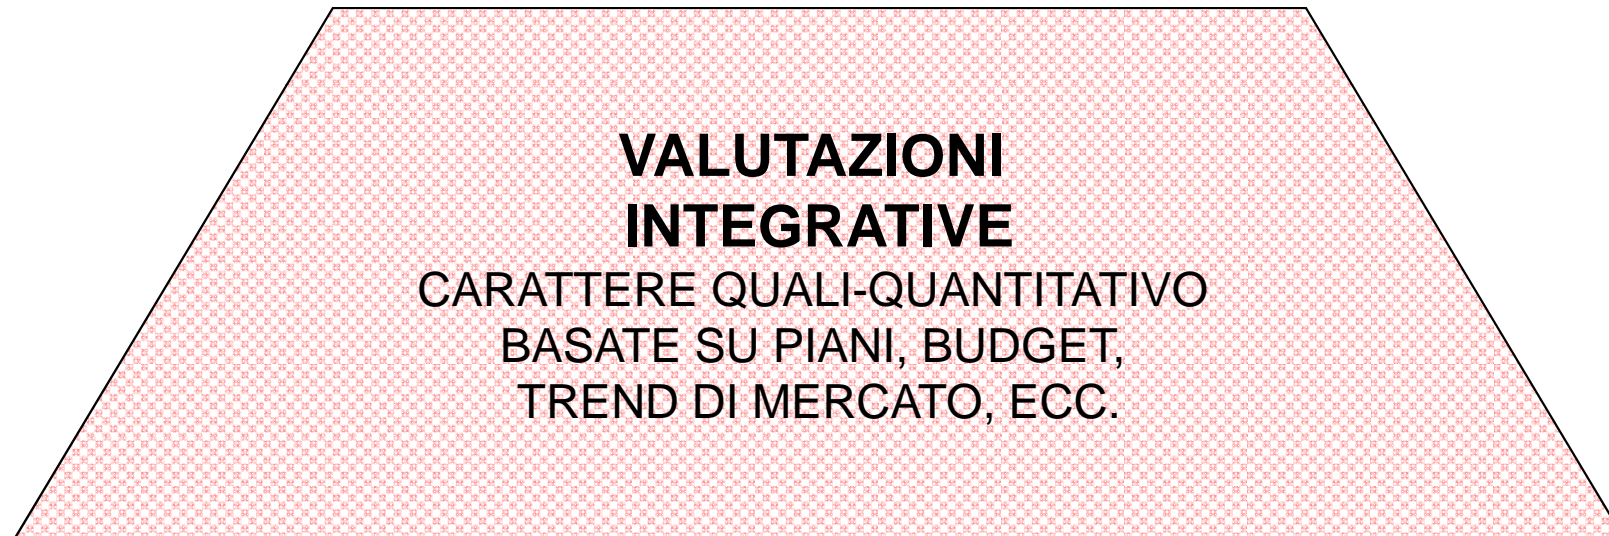 VALUTAZIONI
INTEGRATIVE
CARATTERE QUALI-QUANTITATIVO
BASATE SU PIANI, BUDGET,
TREND DI MERCATO, ECC.